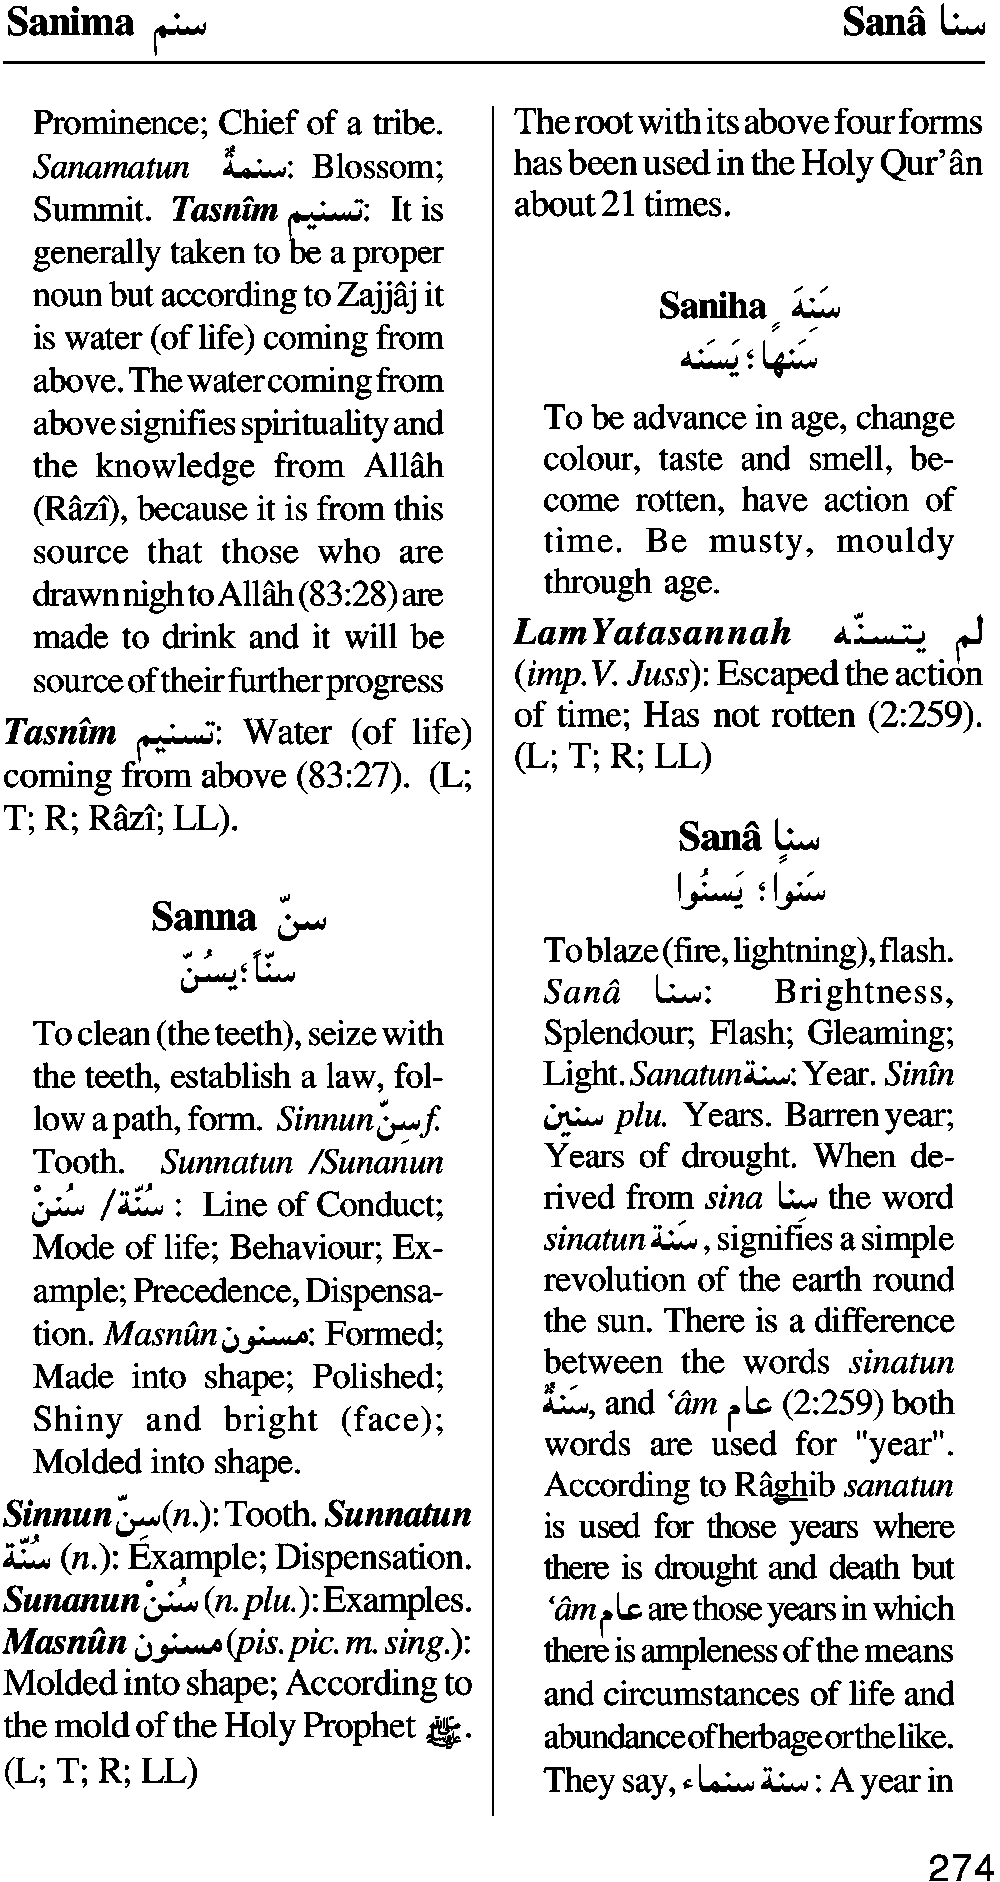 Sanima سنم
Sanâ سنا
Prominence; Chief of a tribe.
Sanamatun سنمةٌ: Blossom;
Summit. Tasnîm تسنيم: It is
generally taken to be a proper
noun but according to Zajjâj it
is water (of life) coming from
above. The water coming from
above signifies spirituality and
the knowledge from Allâh
(Râzî), because it is from this
source that those who are
drawn nigh to Allâh (83:28) are
made to drink and it will be
source of their further progress
Tasnîm تسنيم: Water (of life)
coming from above (83:27). (L;
T; R; Râzî; LL).
Sanna سنّ
سنّاً؛ يسُنّ
To clean (the teeth), seize with
the teeth, establish a law, fol-
low a path, form. Sinnun سِنّ f.
Tooth. Sunnatun /Sunanun
سُنّة/ سُننْ : Line of Conduct;
Mode of life; Behaviour; Ex-
ample; Precedence, Dispensa-
tion. Masnûn مسنون: Formed;
Made into shape; Polished;
Shiny and bright (face);
Molded into shape.
Sinnun سِنّ (n.): Tooth. Sunnatun
سُنّة (n.): Example; Dispensation.
Sunanun سُننْ (n. plu.): Examples.
Masnûn مسنون (pis. pic. m. sing.):
Molded into shape; According to
the mold of the Holy Prophet ﷺ.
(L; T; R; LL)
The root with its above four forms
has been used in the Holy Qur’ân
about 21 times.
Saniha سَنِهَ
سَنهاٍ؛ يَسَنه
To be advance in age, change
colour, taste and smell, be-
come rotten, have action of
time. Be musty, mouldy
through age.
Lam Yatasannah لم يتسنّه
(imp. V. Juss): Escaped the action
of time; Has not rotten (2:259).
(L; T; R; LL)
Sanâ سنا
سَنواٍ؛ يَسنُوا
To blaze (fire, lightning), flash.
Sanâ سنا: Brightness,
Splendour; Flash; Gleaming;
Light. Sanatun سنة: Year. Sinîn
سنين plu. Years. Barren year;
Years of drought. When de-
rived from sina سنا the word
sinatun سَنة, signifies a simple
revolution of the earth round
the sun. There is a difference
between the words sinatun
سَنةٌ, and ‘âm عام (2:259) both
words are used for "year".
According to Râghib sanatun
is used for those years where
there is drought and death but
‘âm عام are those years in which
there is ampleness of the means
and circumstances of life and
abundance of herbage or the like.
They say, سنة سنماء : A year in
274